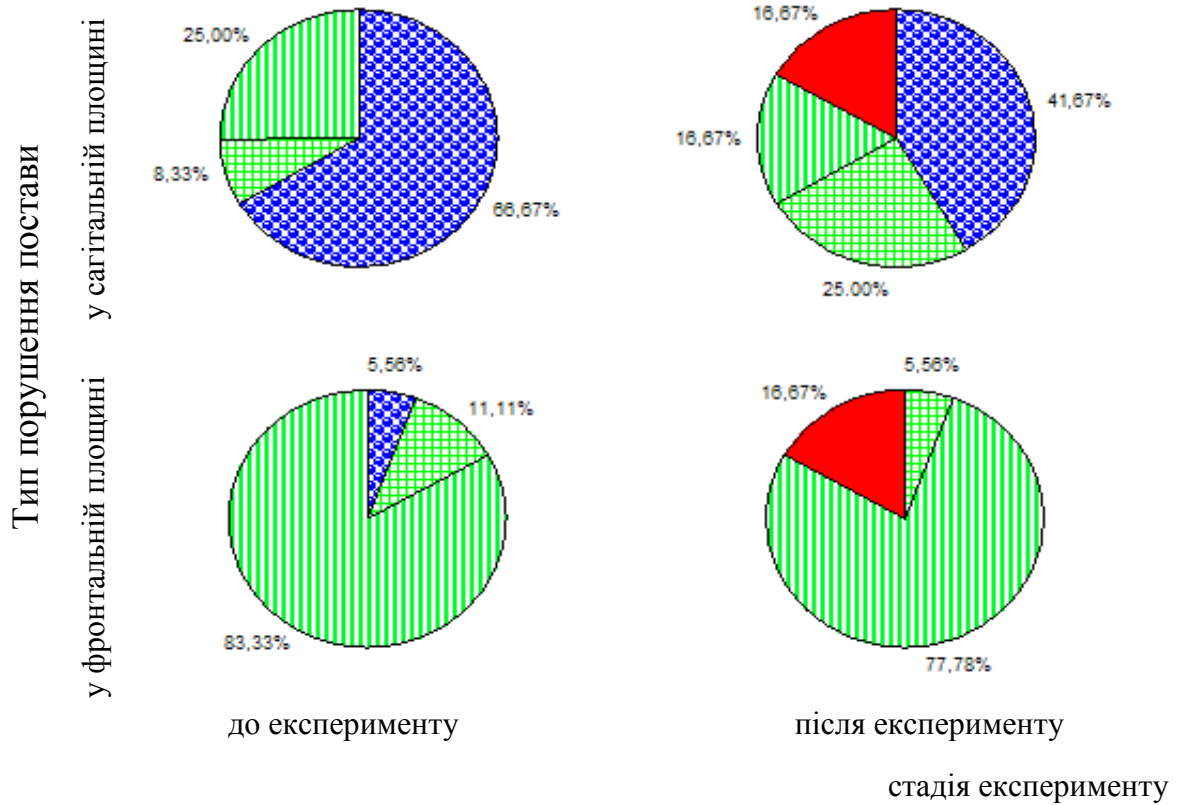 Тип порушення постави
у сагітальній площині
25,00%
8,33%
66,67%
16,67%
16,67%
41,67%
25.00%
у фронтальній площині
5,56%
11,11%
83,33%
5,56%
16,67%
77,78%
до експерименту
після експерименту
стадія експерименту